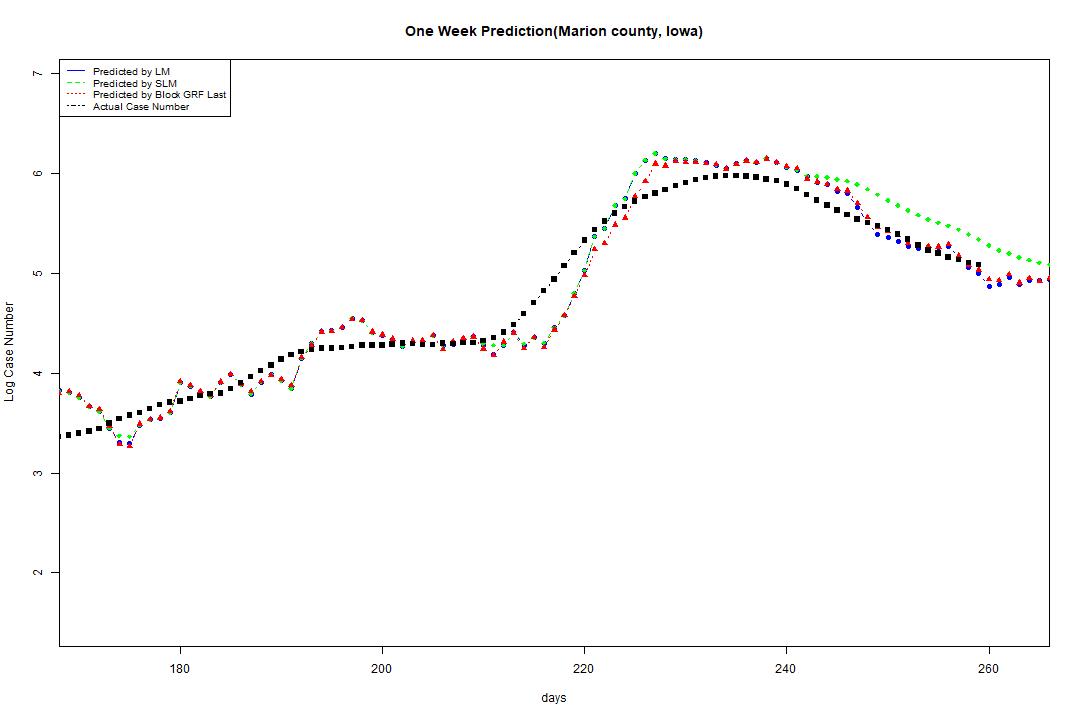 One Week Prediction(Marion county, Iowa)
Predicted by LM
Predicted by SLM
Predicted by Block GRF Last
Actual Case Number
7
6
5
4
3
2
Log Case Number
180 200 220 240 260
days